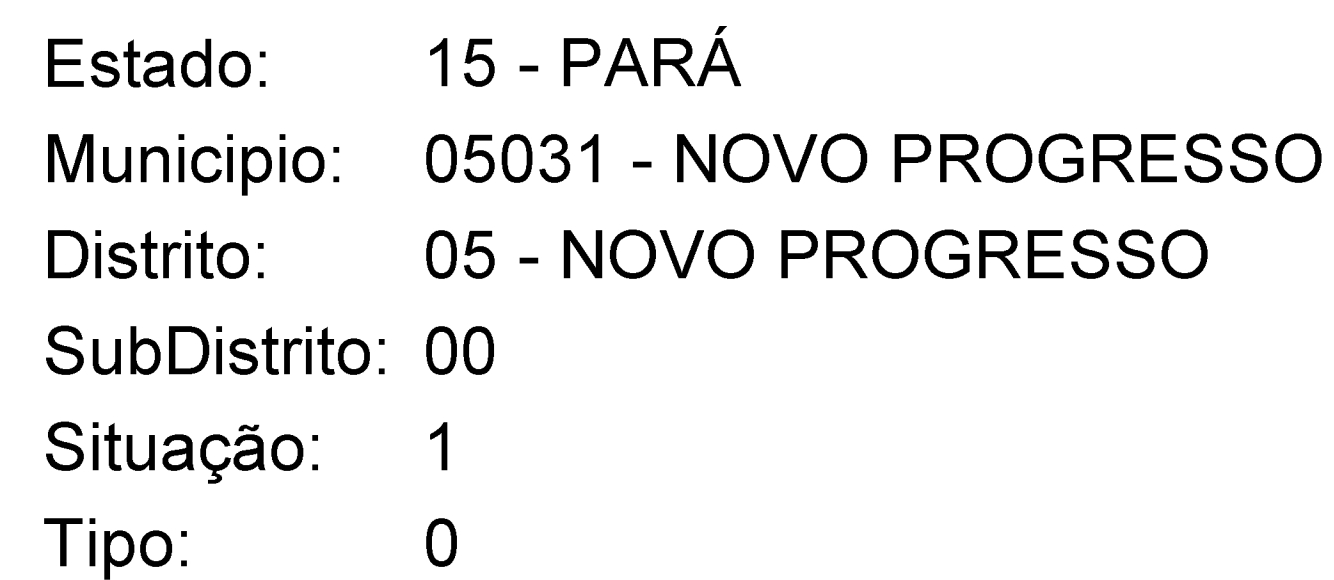 Estado: 15 - PARÁ
Municipio: 05031 - NOVO PROGRESSO
Distrito: 05 - NOVO PROGRESSO
SubDistrito: 00
Situação: 1
Tipo: 0